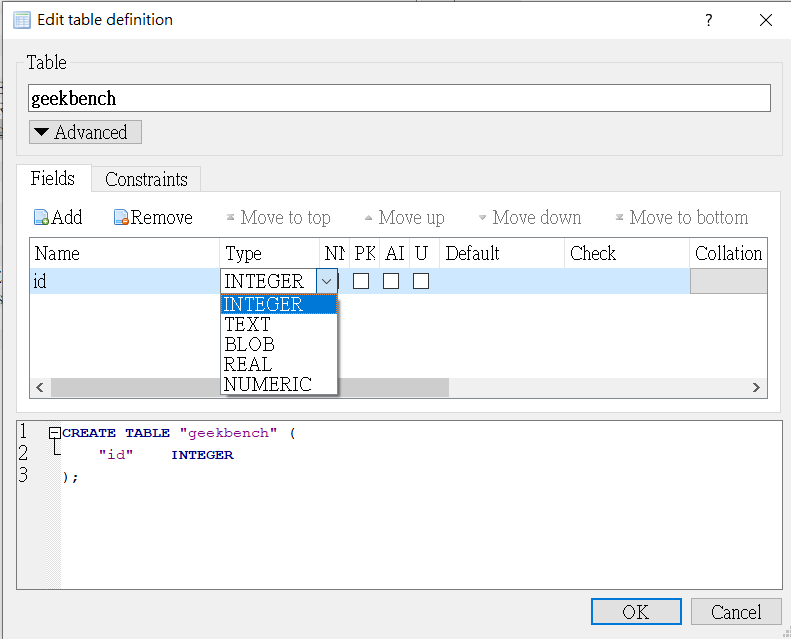 Edit table definition ?
Table
geekbench
Advanced
Fields Constraints
Add Remove Move to top Move up Move down Move to bottom
Name Type NN PK AI U Default Check Collation
id INTEGER
INTEGER
TEXT
BLOB
REAL
NUMERIC
1 CREATE TABLE "geekbench" (
2 "id" INTEGER
3 );
OK Cancel